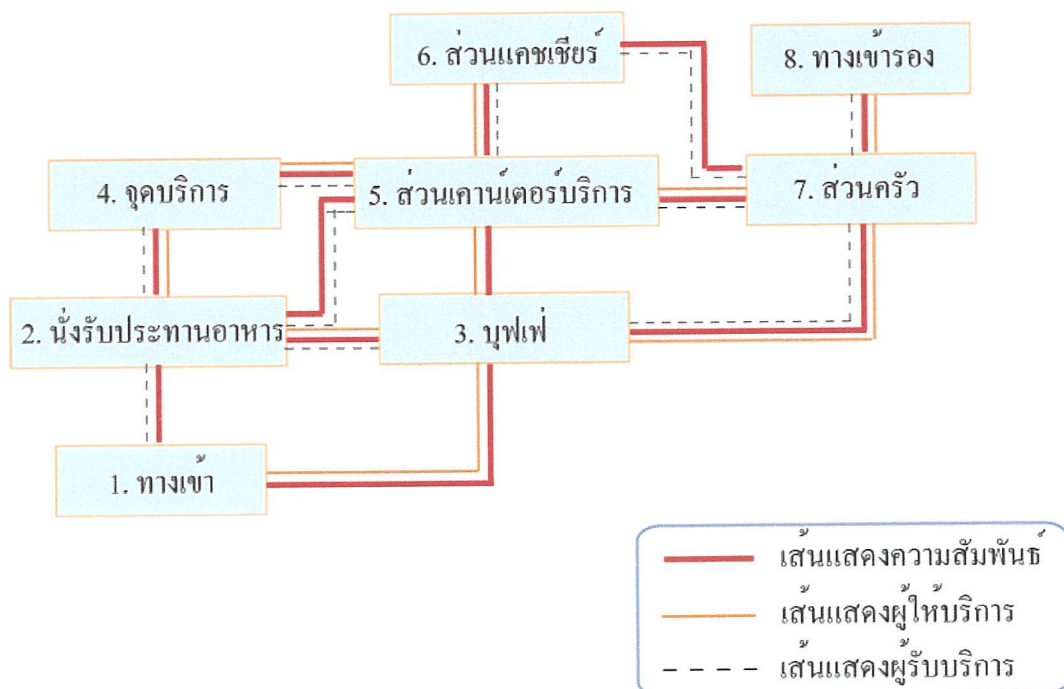 6. ส่วนแคชเชียร์
8. ทางเข้ารอง
4. จุดบริการ
5. ส่วนเคาน์เตอร์บริการ
7. ส่วนครัว
2. นั่งรับประทานอาหาร
3. บุฟเฟ่
1. ทางเข้า
เส้นแสดงความสัมพันธ์
เส้นแสดงผู้ให้บริการ
เส้นแสดงผู้รับบริการ